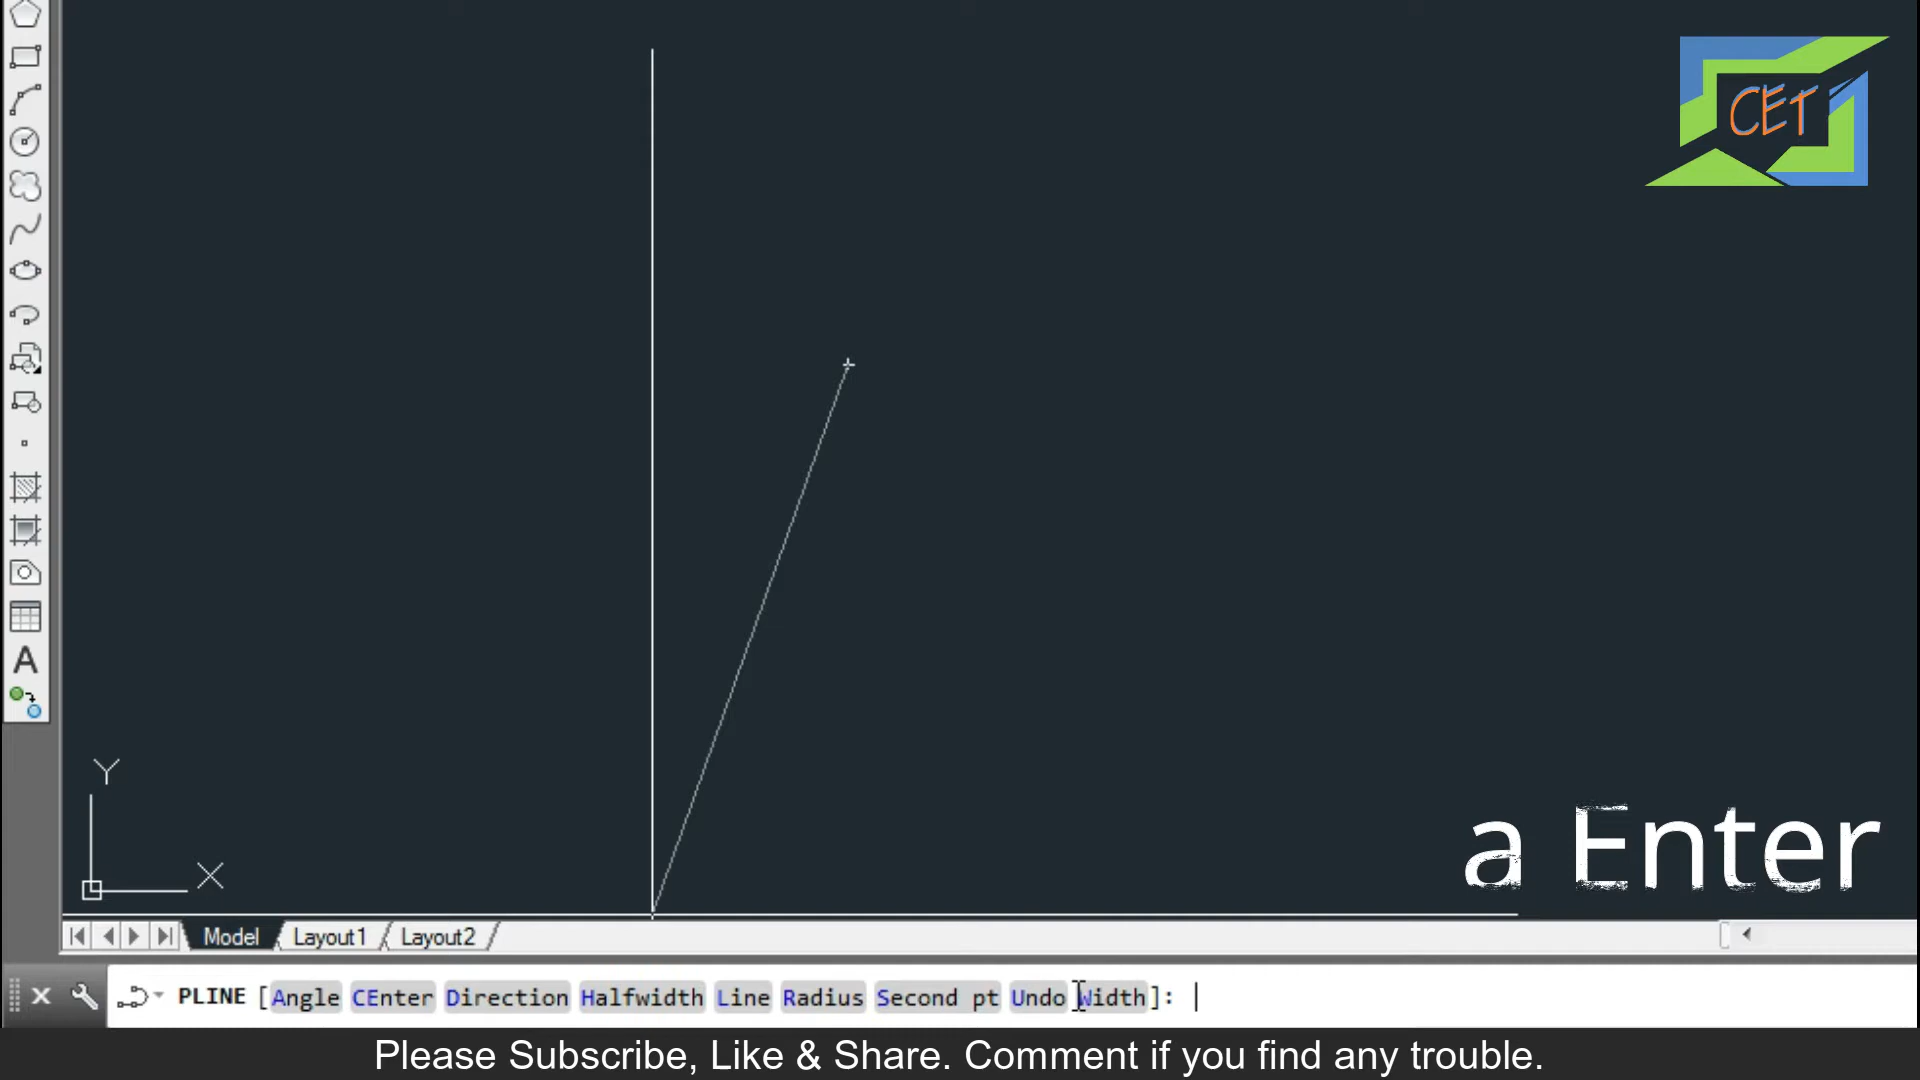 CET
A
Y
X
a Enter
Model Layout1 Layout2
PLINE [Angle CEnter Direction Halfwidth Line Radius Second pt Undo Width]:
Please Subscribe, Like & Share. Comment if you find any trouble.